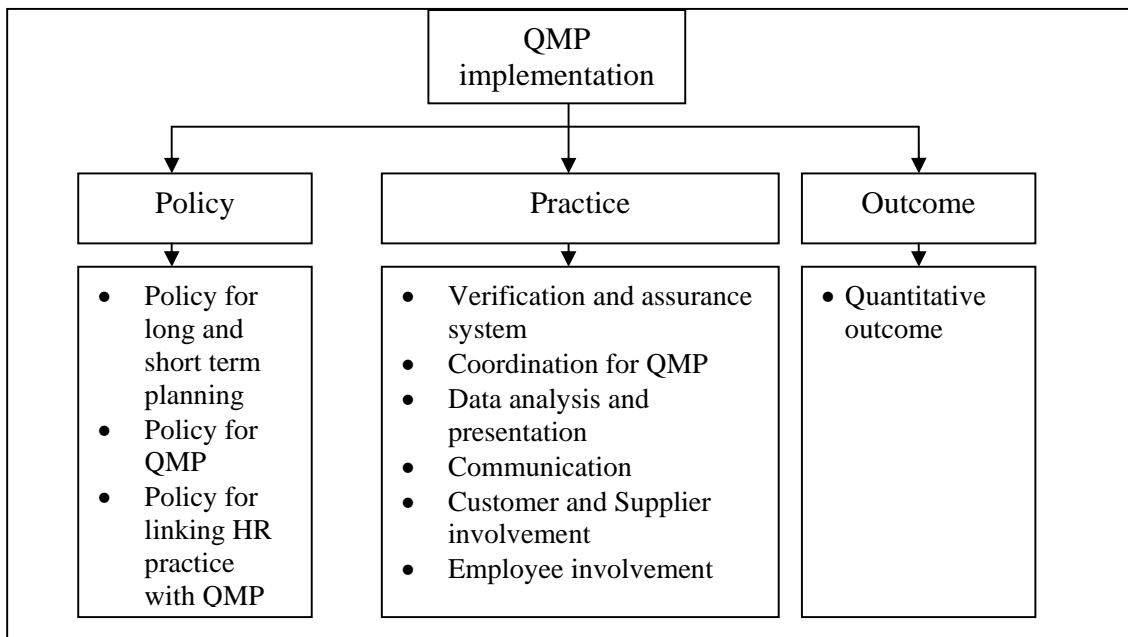 QMP
implementation
Policy
Practice
Outcome
• Policy for
long and
short term
planning
• Policy for
QMP
• Policy for
linking HR
practice
with QMP
• Verification and assurance
system
• Coordination for QMP
• Data analysis and
presentation
• Communication
• Customer and Supplier
involvement
• Employee involvement
• Quantitative
outcome